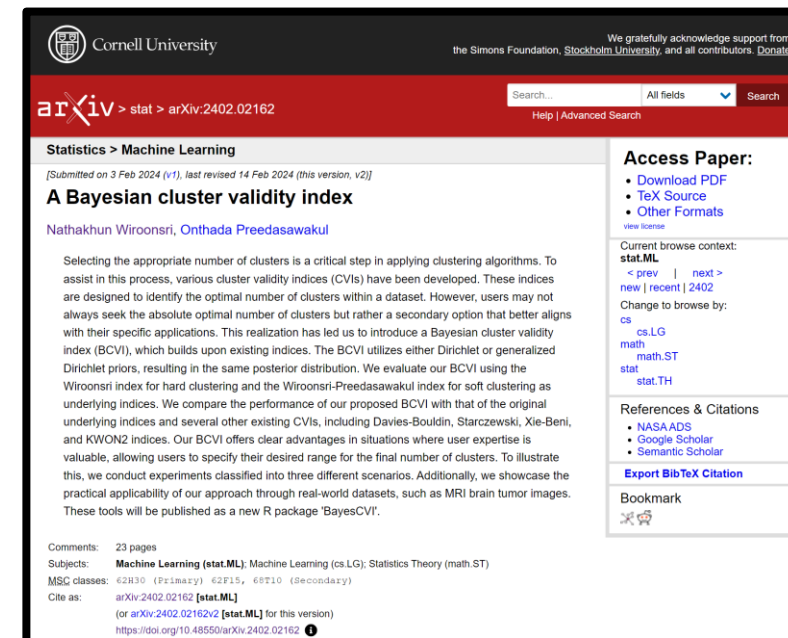 Cornell University
We gratefully acknowledge support from
the Simons Foundation, Stockholm University, and all contributors. Donate
arXiv > stat > arXiv:2402.02162
Search...
All fields
Search
Help | Advanced Search
Statistics > Machine Learning
[Submitted on 3 Feb 2024 (v1), last revised 14 Feb 2024 (this version, v2)]
A Bayesian cluster validity index
Nathakhun Wiroonsri, Onthada Preedasawakul
Selecting the appropriate number of clusters is a critical step in applying clustering algorithms. To
assist in this process, various cluster validity indices (CVIs) have been developed. These indices
are designed to identify the optimal number of clusters within a dataset. However, users may not
always seek the absolute optimal number of clusters but rather a secondary option that better aligns
with their specific applications. This realization has led us to introduce a Bayesian cluster validity
index (BCVI), which builds upon existing indices. The BCVI utilizes either Dirichlet or generalized
Dirichlet priors, resulting in the same posterior distribution. We evaluate our BCVI using the
Wiroonsri index for hard clustering and the Wiroonsri-Preedasawakul index for soft clustering as
underlying indices. We compare the performance of our proposed BCVI with that of the original
underlying indices and several other existing CVIs, including Davies-Bouldin, Starczewski, Xie-Beni,
and KWON2 indices. Our BCVI offers clear advantages in situations where user expertise is
valuable, allowing users to specify their desired range for the final number of clusters. To illustrate
this, we conduct experiments classified into three different scenarios. Additionally, we showcase the
practical applicability of our approach through real-world datasets, such as MRI brain tumor images.
These tools will be published as a new R package 'BayesCVI'.
Comments: 23 pages
Subjects: Machine Learning (stat.ML); Machine Learning (cs.LG); Statistics Theory (math.ST)
MSC classes: 62H30 (Primary) 62F15, 68T10 (Secondary)
Cite as: arXiv:2402.02162 [stat.ML]
(or arXiv:2402.02162v2 [stat.ML] for this version)
https://doi.org/10.48550/arXiv.2402.02162
Access Paper:
Download PDF
TeX Source
Other Formats
view license
Current browse context:
stat.ML
< prev | next >
new | recent | 2402
Change to browse by:
cs
cs.LG
math
math.ST
stat
stat.TH
References & Citations
NASA ADS
Google Scholar
Semantic Scholar
Export BibTeX Citation
Bookmark